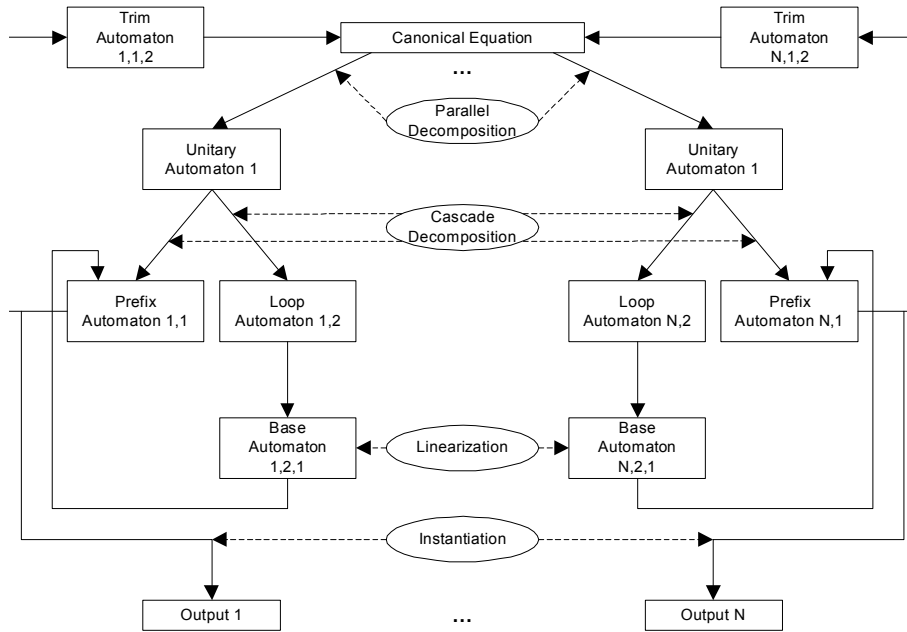 Trim
Automaton
1,1,2
Canonical Equation
Trim
Automaton
N,1,2
...
Parallel
Decomposition
Unitary
Automaton 1
Unitary
Automaton 1
Cascade
Decomposition
Prefix
Automaton 1,1
Loop
Automaton 1,2
Loop
Automaton N,2
Prefix
Automaton N,1
Base
Automaton
1,2,1
Linearization
Base
Automaton
N,2,1
Instantiation
Output 1
...
Output N